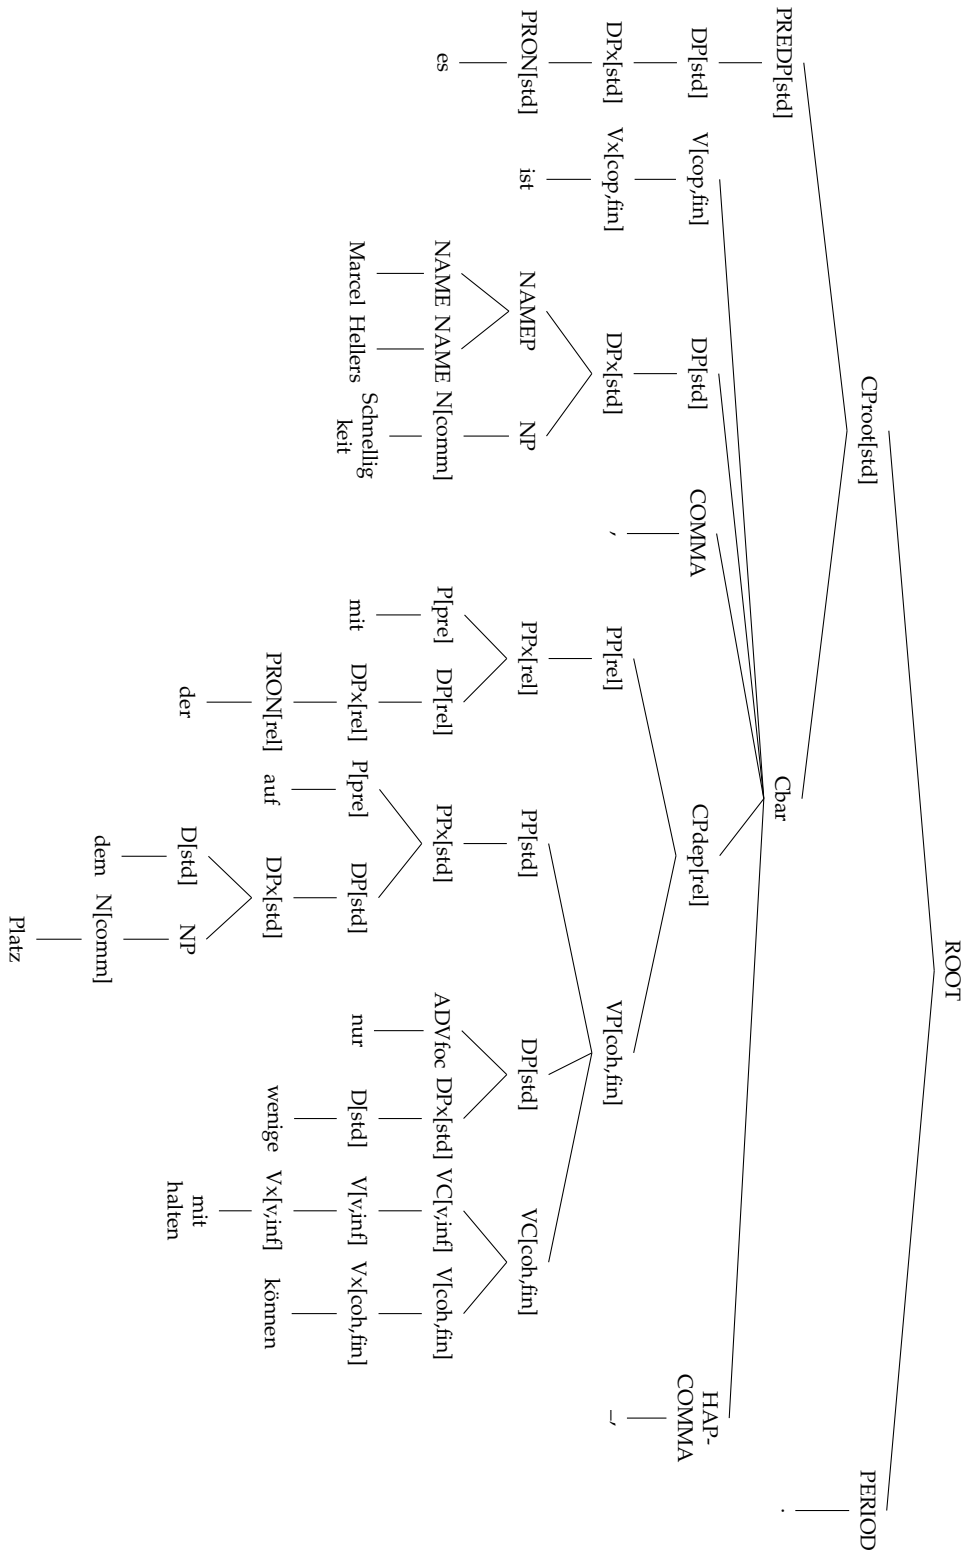 ROOT
CProot[std]
PERIOD
PREDP[std]
Cbar
.
DP[std]
V[cop,fin]
DP[std]
COMMA
CPdep[rel]
HAP-
COMMA
DPx[std]
Vx[cop,fin]
DPx[std]
,
PP[rel]
VP[coh,fin]
–,
PRON[std]
ist
NAMEP
NP
PPx[rel]
PP[std]
DP[std]
VC[coh,fin]
es
NAME NAME N[comm]
P[pre]
DP[rel]
PPx[std]
ADVfoc DPx[std] VC[v,inf] V[coh,fin]
Marcel Hellers
Schnellig
keit
mit
DPx[rel]
P[pre]
DP[std]
nur
D[std]
V[v,inf]
Vx[coh,fin]
PRON[rel]
auf
DPx[std]
wenige
Vx[v,inf]
können
der
D[std]
NP
mit
halten
dem
N[comm]
Platz